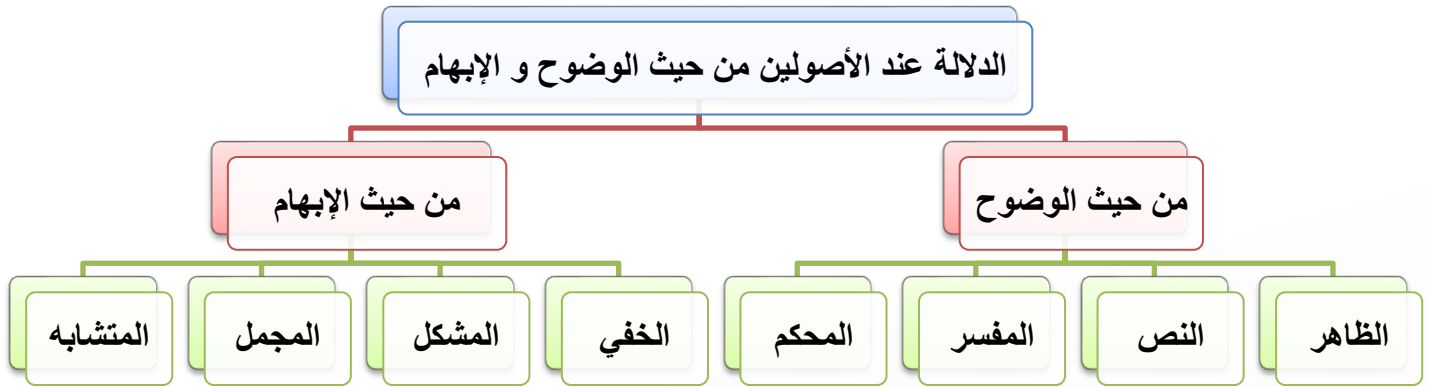 الدلالة عند الأصولين من حيث الوضوح و الإبهام
من حيث الوضوح
من حيث الإبهام
الظاهر
النص
المفسر
المحكم
الخفي
المشكل
المجمل
المتشابه